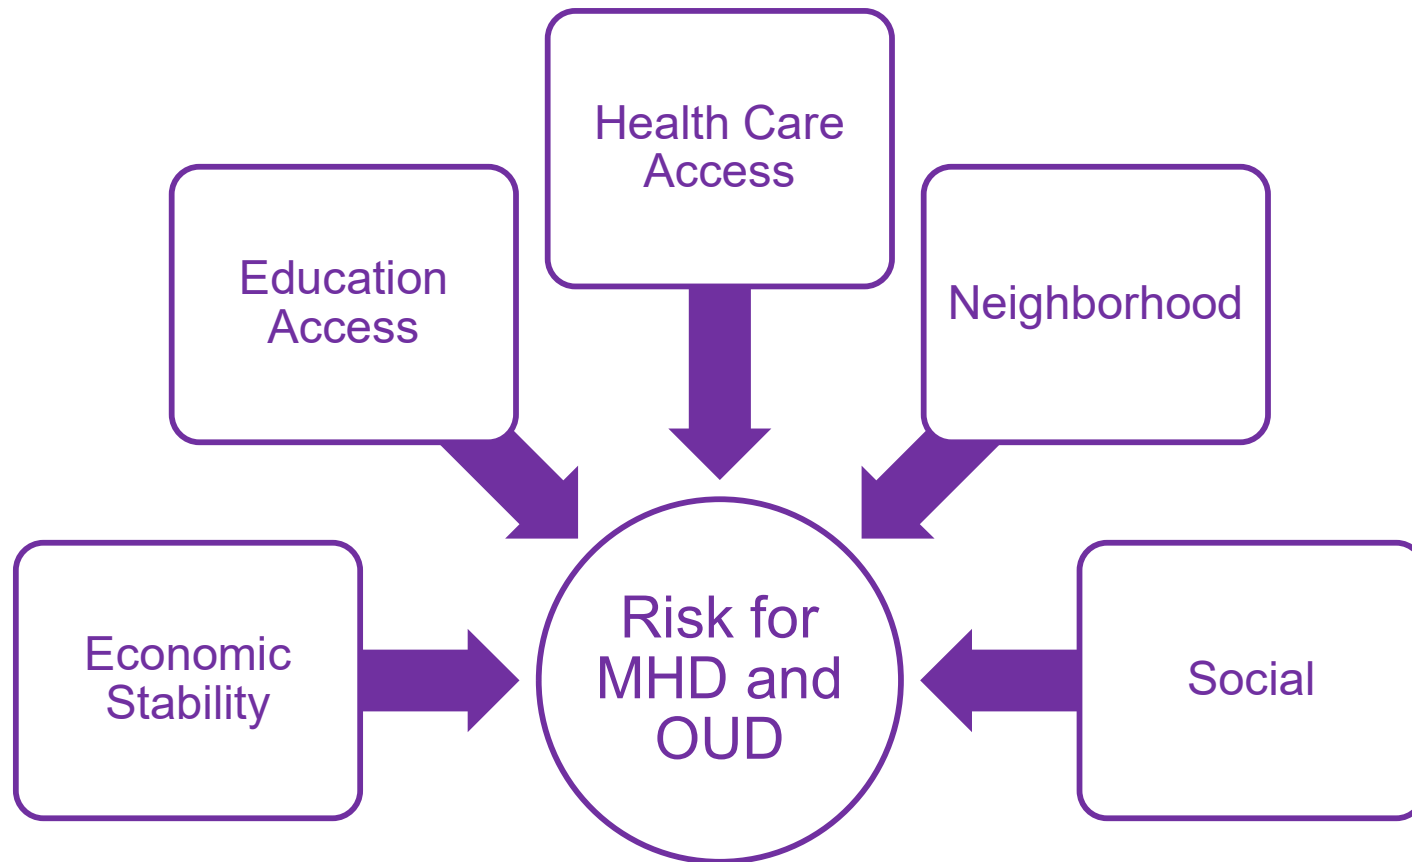 Health Care
Access
Education
Access
Neighborhood
Economic
Stability
Risk for
MHD and
OUD
Social